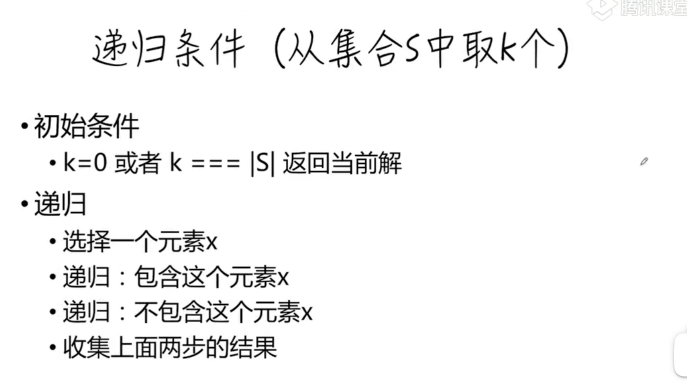 腾讯课堂
递归条件（从集合S中取k个）
•初始条件
•k=0 或者 k === |S| 返回当前解
•递归
•选择一个元素x
•递归：包含这个元素x
•递归：不包含这个元素x
•收集上面两步的结果